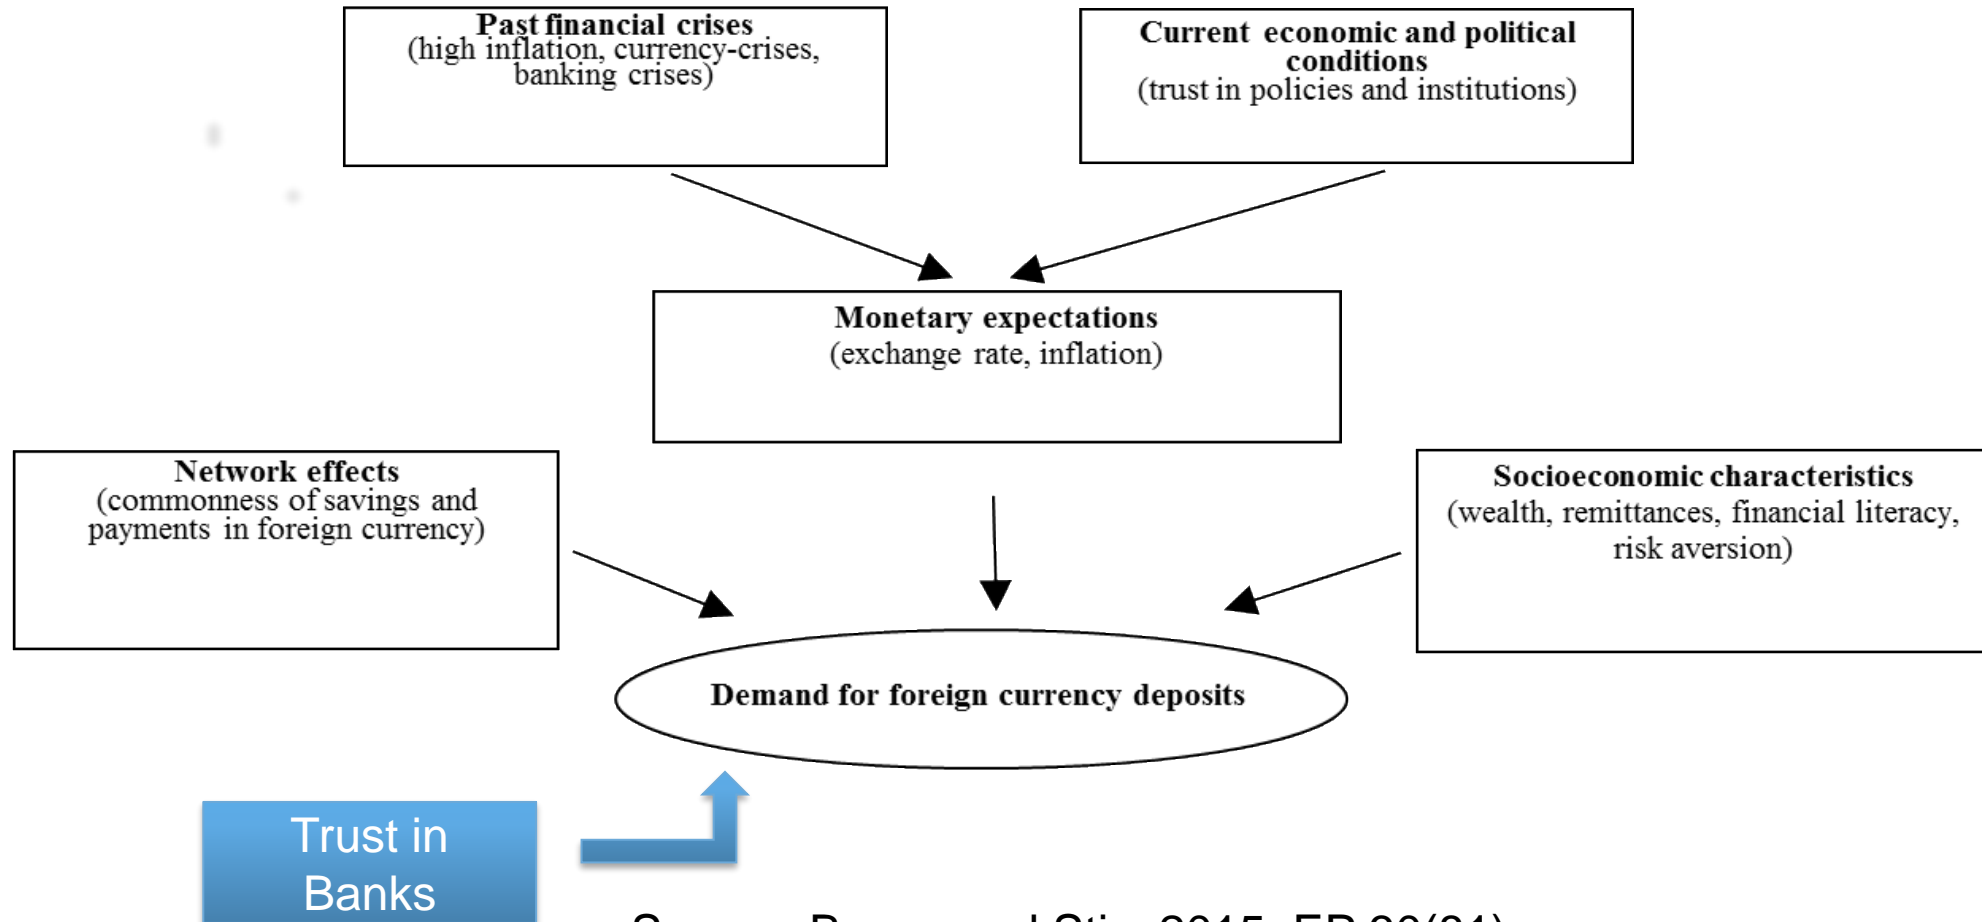 Past financial crises
(high inflation, currency-crises,
banking crises)
Current economic and political
conditions
(trust in policies and institutions)
Monetary expectations
(exchange rate, inflation)
Network effects
(commonness of savings and
payments in foreign currency)
Socioeconomic characteristics
(wealth, remittances, financial literacy,
risk aversion)
Demand for foreign currency deposits
Trust in
Banks
2015